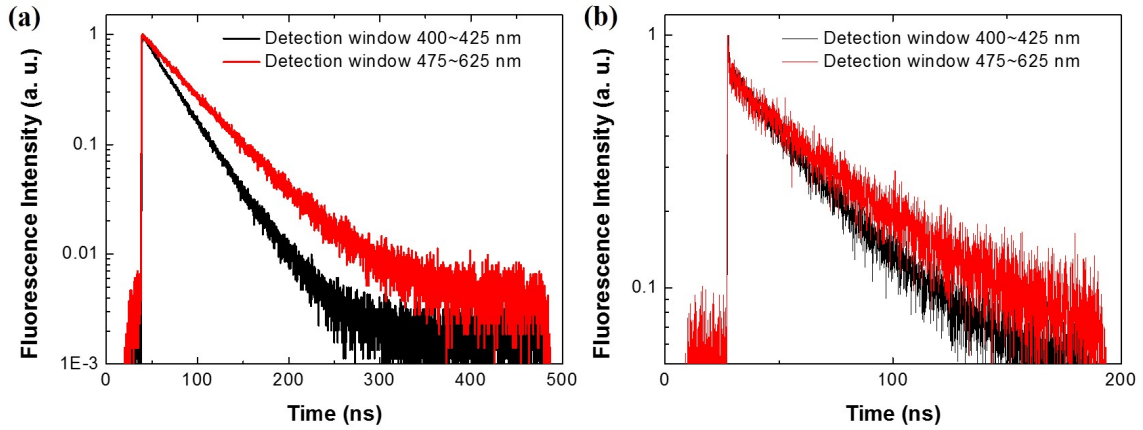 (a)
Fluorescence Intensity (a. u.)
1
0.1
0.01
1E-3
Detection window 400~425 nm
Detection window 475~625 nm
0 100 200 300 400 500
Time (ns)
(b)
Fluorescence Intensity (a. u.)
1
0.1
Detection window 400~425 nm
Detection window 475~625 nm
0 100 200
Time (ns)